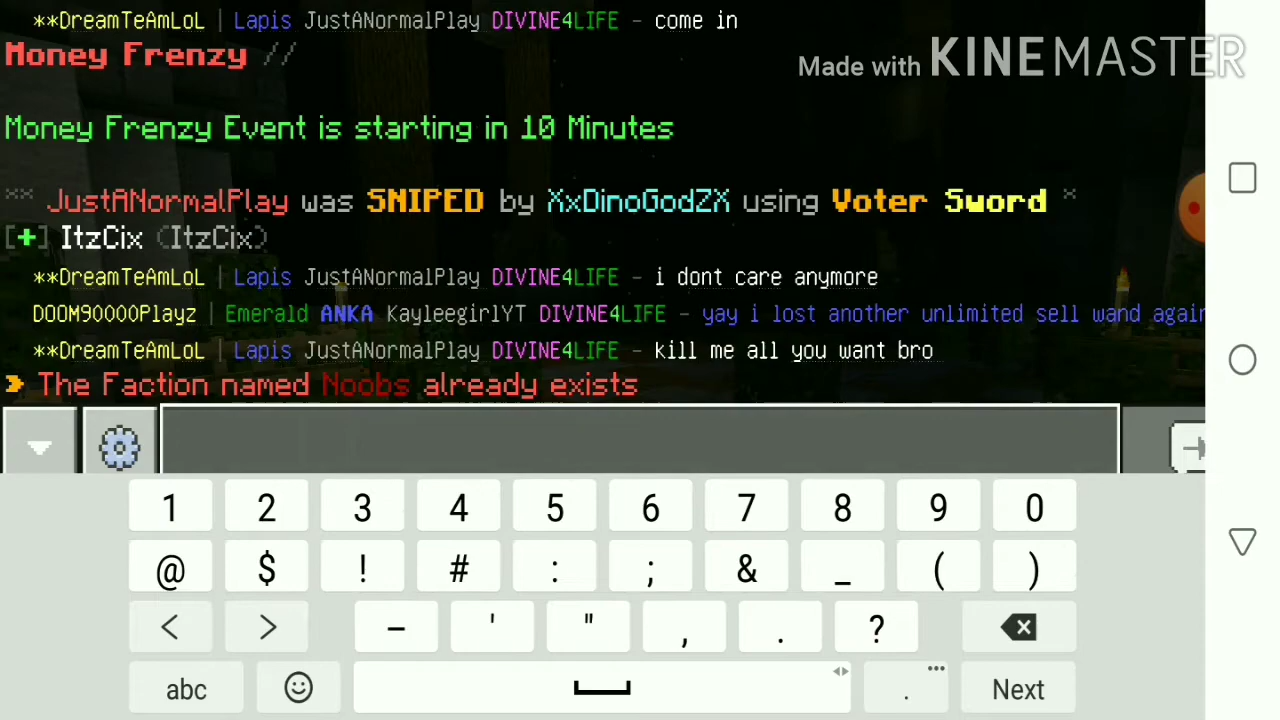 **DreamTeAmLoL | Lapis JustANormalPlay DIVINE4LIFE - come in
Money Frenzy //
Made with KINEMASTER
Money Frenzy Event is starting in 10 Minutes
** JustANormalPlay was SNIPED by XxDinoGodZX using Voter Sword *
[+] ItzCix (ItzCix)
**DreamTeAmLoL | Lapis JustANormalPlay DIVINE4LIFE - i dont care anymore
DOOM90000Playz | Emerald ANKA KayleegirlYT DIVINE4LIFE - yay i lost another unlimited sell wand again
**DreamTeAmLoL | Lapis JustANormalPlay DIVINE4LIFE - kill me all you want bro
The Faction named Noobs already exists
1 2 3 4 5 6 7 8 9 0
@ $ ! # : ; & _ ( )
< > – ' " , . ?
abc . ... Next